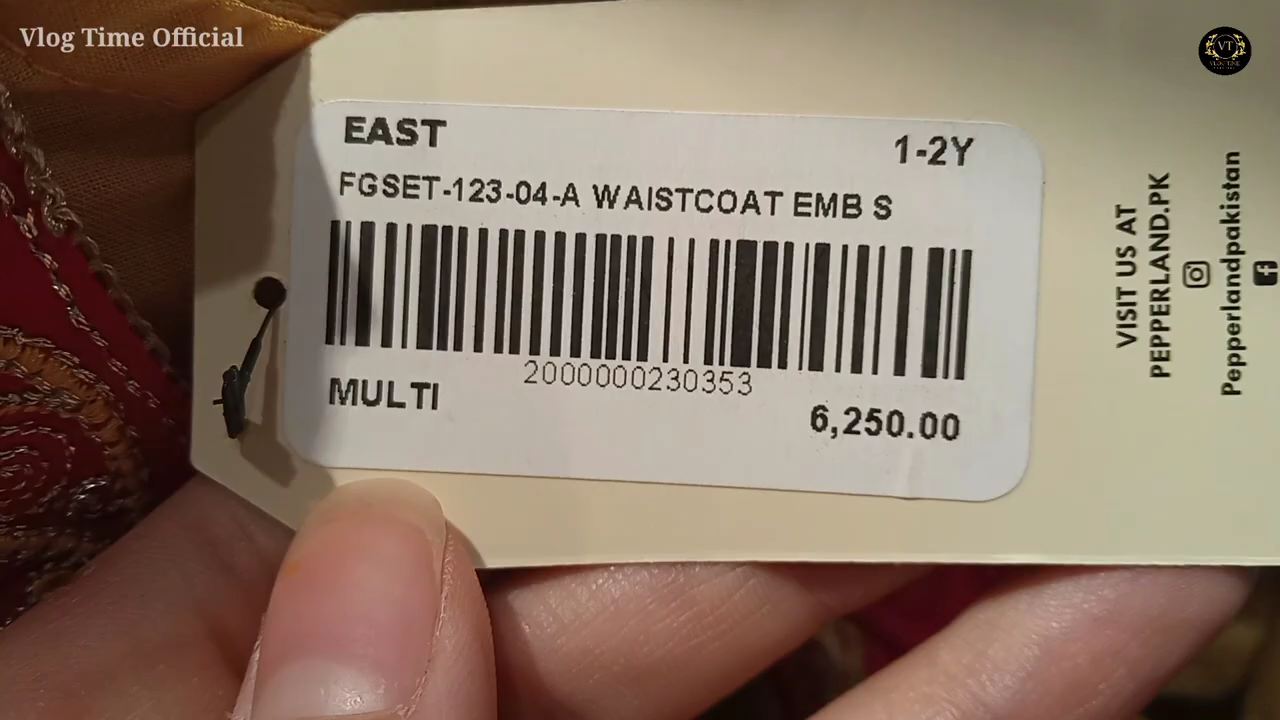 Vlog Time Official
VT
EAST
1-2Y
FGSET-123-04-A WAISTCOAT EMB S
2000000230353
MULTI
6,250.00
VISIT US AT
PEPPERLAND.PK
Pepperlandpakistan